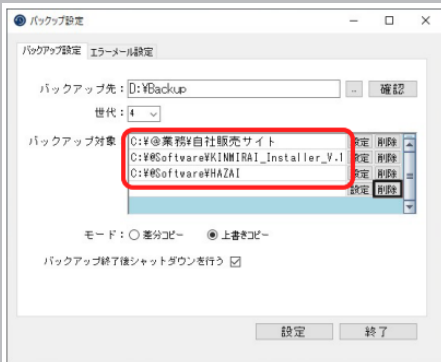 バックアップ設定
バックアップ設定 エラーメール設定
バックアップ先：D:¥Backup .. 確認
世代：4
バックアップ対象 C:¥@業務¥自社販売サイト 設定 削除
C:¥@Software¥KINMIRAI_Installer_V.1 設定 削除
C:¥@Software¥HAZAI 設定 削除
設定 削除
モード：差分コピー 上書きコピー
バックアップ終了後シャットダウンを行う
設定 終了